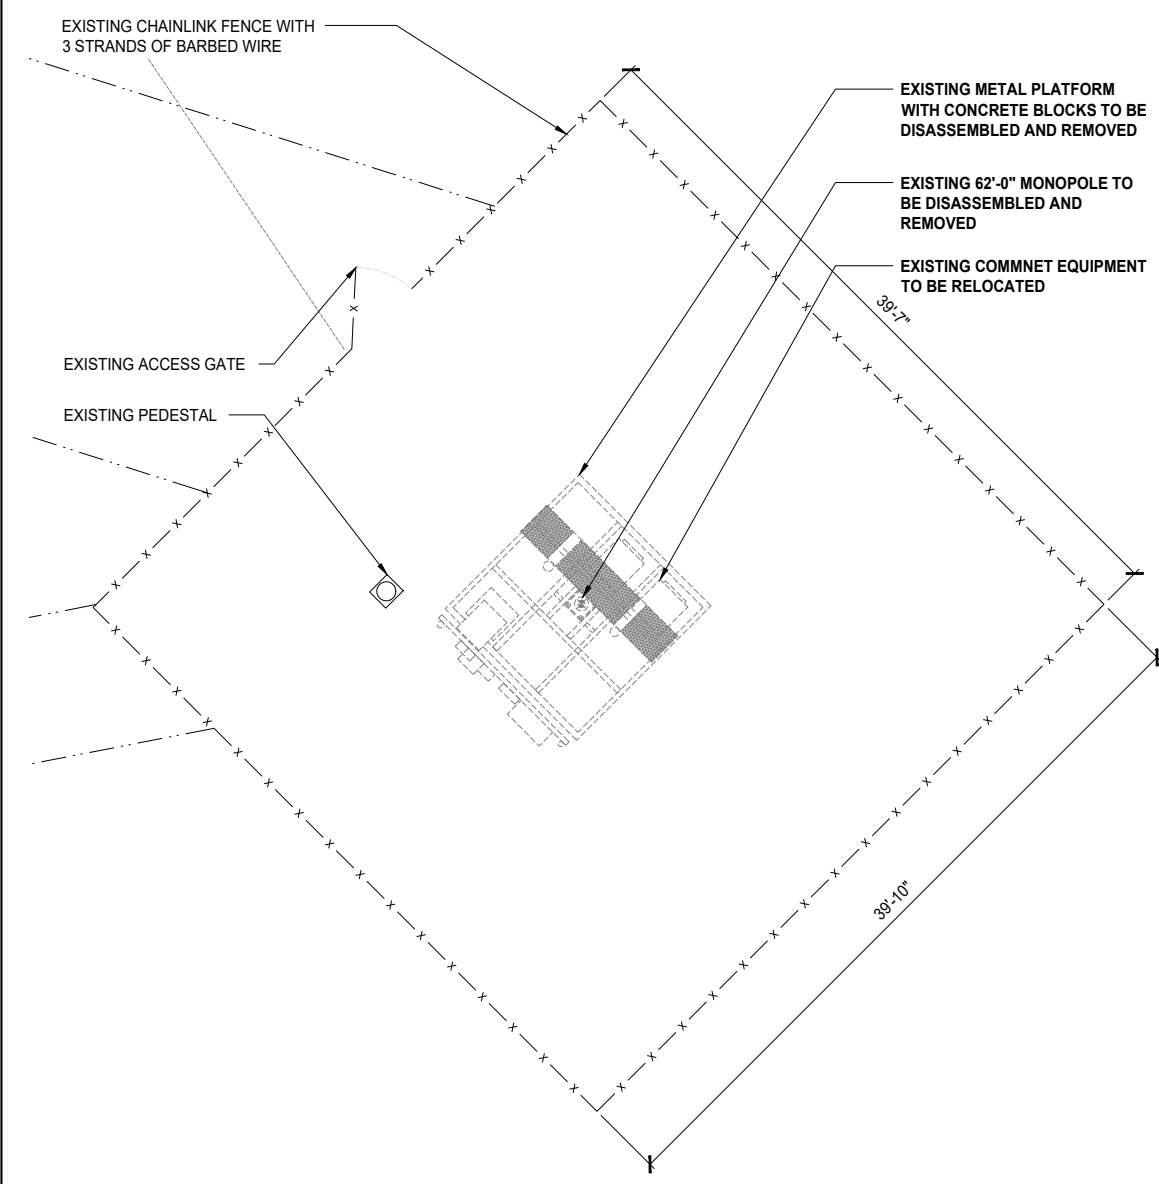 EXISTING CHAINLINK FENCE WITH
3 STRANDS OF BARBED WIRE
EXISTING METAL PLATFORM
WITH CONCRETE BLOCKS TO BE
DISASSEMBLED AND REMOVED
EXISTING 62'-0" MONOPOLE TO
BE DISASSEMBLED AND
REMOVED
EXISTING COMMNET EQUIPMENT
TO BE RELOCATED
39'-7"
EXISTING ACCESS GATE
EXISTING PEDESTAL
39'-10"